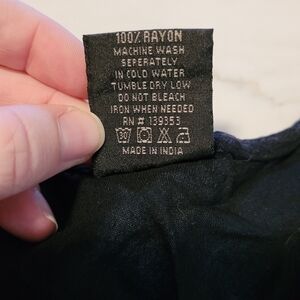 100% RAYON
MACHINE WASH
SEPERATELY
IN COLD WATER
TUMBLE DRY LOW
DO NOT BLEACH
IRON WHEN NEEDED
RN # 139353
30
MADE IN INDIA